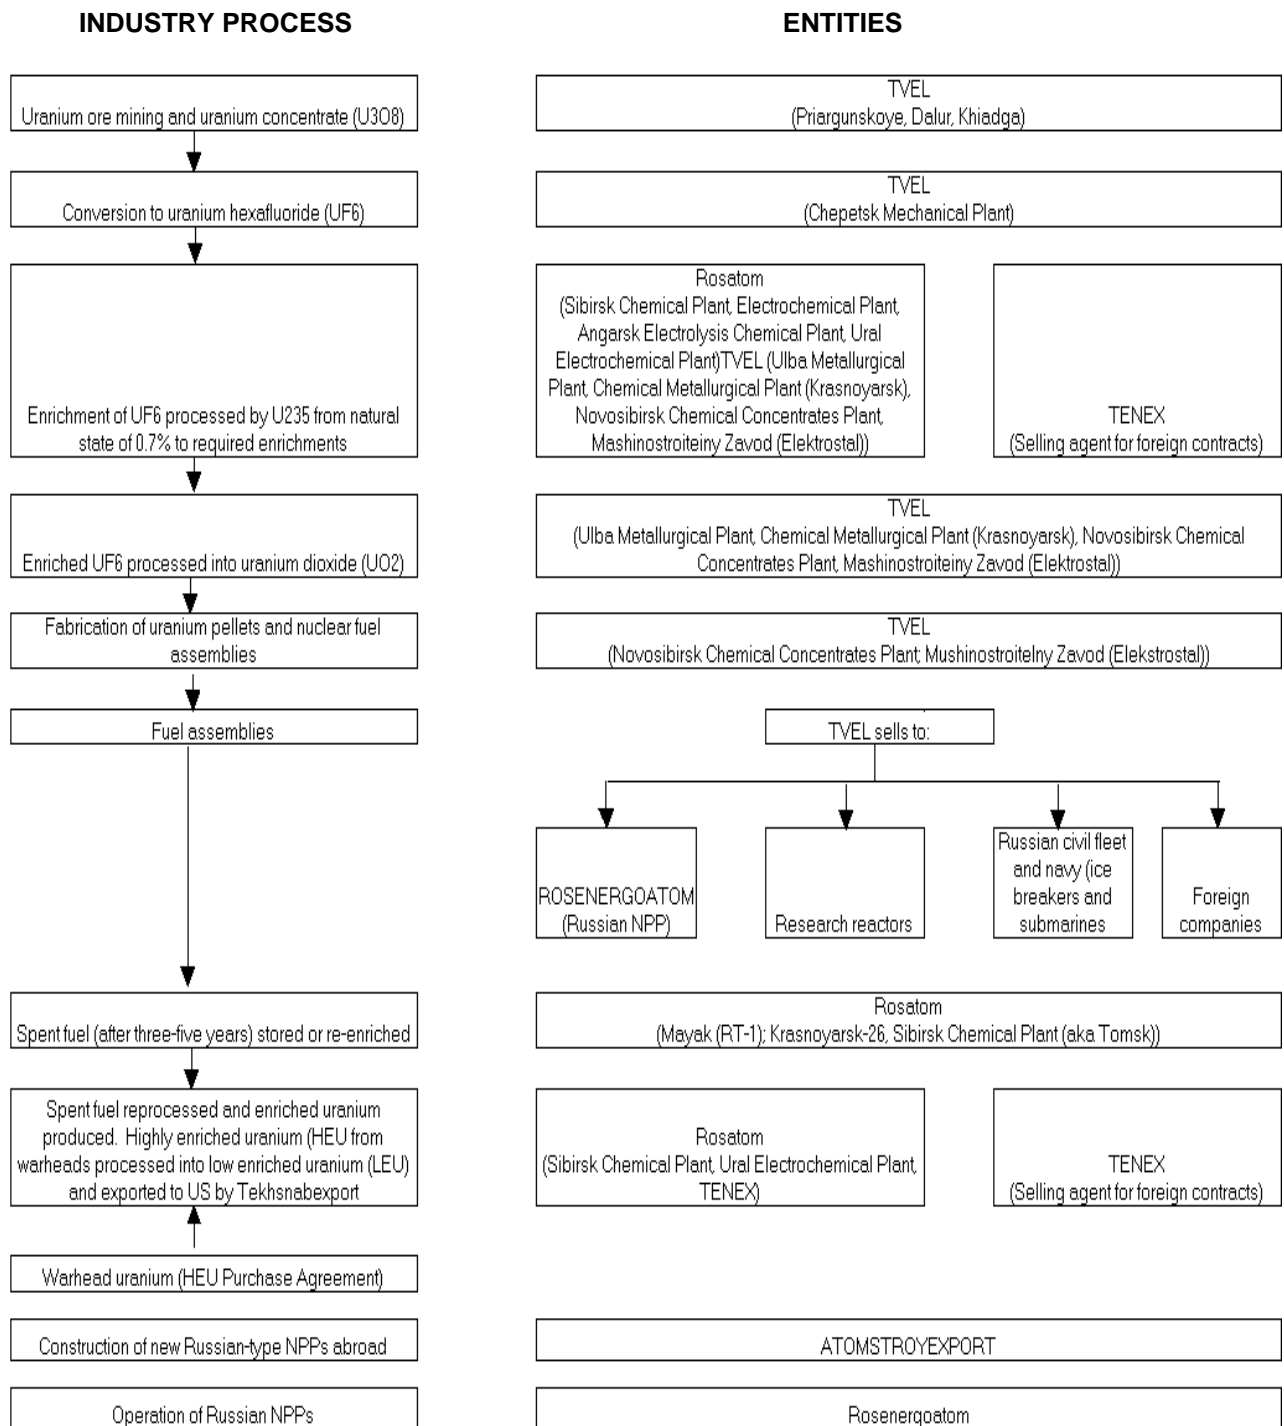 INDUSTRY PROCESS
ENTITIES
Uranium ore mining and uranium concentrate (U3O8)
TVEL
(Priargunskoye, Dalur, Khiadga)
Conversion to uranium hexafluoride (UF6)
TVEL
(Chepetsk Mechanical Plant)
Enrichment of UF6 processed by U235 from natural
state of 0.7% to required enrichments
Rosatom
(Sibirsk Chemical Plant, Electrochemical Plant,
Angarsk Electrolysis Chemical Plant, Ural
Electrochemical Plant)TVEL (Ulba Metallurgical
Plant, Chemical Metallurgical Plant (Krasnoyarsk),
Novosibirsk Chemical Concentrates Plant,
Mashinostroiteiny Zavod (Elektrostal))
TENEX
(Selling agent for foreign contracts)
Enriched UF6 processed into uranium dioxide (UO2)
TVEL
(Ulba Metallurgical Plant, Chemical Metallurgical Plant (Krasnoyarsk), Novosibirsk Chemical
Concentrates Plant, Mashinostroiteiny Zavod (Elektrostal))
Fabrication of uranium pellets and nuclear fuel
assemblies
TVEL
(Novosibirsk Chemical Concentrates Plant; Mushinostroitelny Zavod (Elekstrostal))
Fuel assemblies
TVEL sells to:
ROSENERGOATOM
(Russian NPP)
Research reactors
Russian civil fleet
and navy (ice
breakers and
submarines
Foreign
companies
Spent fuel (after three-five years) stored or re-enriched
Rosatom
(Mayak (RT-1); Krasnoyarsk-26, Sibirsk Chemical Plant (aka Tomsk))
Spent fuel reprocessed and enriched uranium
produced. Highly enriched uranium (HEU from
warheads processed into low enriched uranium (LEU)
and exported to US by Tekhsnabexport
Rosatom
(Sibirsk Chemical Plant, Ural Electrochemical Plant,
TENEX)
TENEX
(Selling agent for foreign contracts)
Warhead uranium (HEU Purchase Agreement)
Construction of new Russian-type NPPs abroad
ATOMSTROYEXPORT
Operation of Russian NPPs
Rosenergoatom